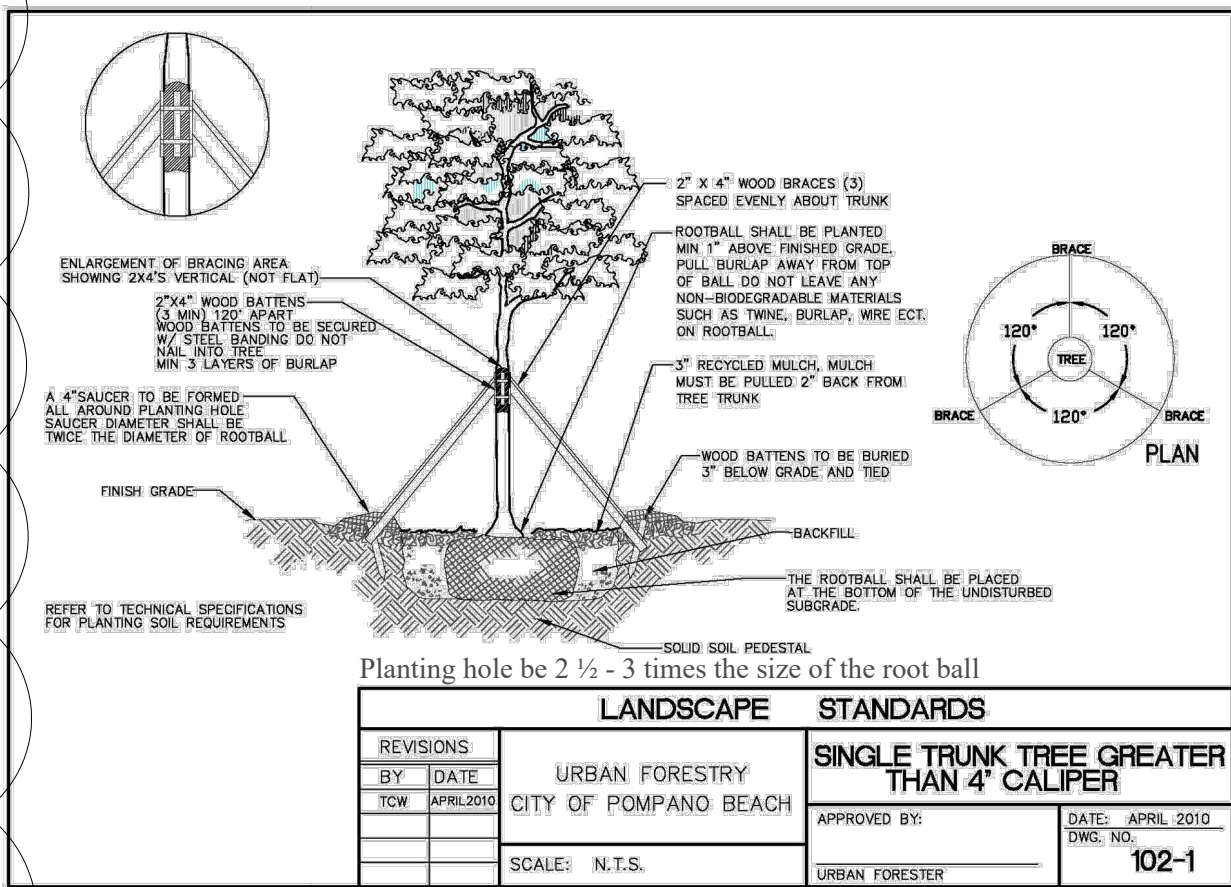 ENLARGEMENT OF BRACING AREA
SHOWING 2X4'S VERTICAL (NOT FLAT)
2"X4" WOOD BATTENS
(3 MIN) 120° APART
WOOD BATTENS TO BE SECURED
W/ STEEL BANDING DO NOT
NAIL INTO TREE
MIN 3 LAYERS OF BURLAP
A 4"SAUCER TO BE FORMED
ALL AROUND PLANTING HOLE
SAUCER DIAMETER SHALL BE
TWICE THE DIAMETER OF ROOTBALL
FINISH GRADE
REFER TO TECHNICAL SPECIFICATIONS
FOR PLANTING SOIL REQUIREMENTS
2" X 4" WOOD BRACES (3)
SPACED EVENLY ABOUT TRUNK
ROOTBALL SHALL BE PLANTED
MIN 1" ABOVE FINISHED GRADE.
PULL BURLAP AWAY FROM TOP
OF BALL DO NOT LEAVE ANY
NON-BIODEGRADABLE MATERIALS
SUCH AS TWINE, BURLAP, WIRE ECT.
ON ROOTBALL.
3" RECYCLED MULCH, MULCH
MUST BE PULLED 2" BACK FROM
TREE TRUNK
WOOD BATTENS TO BE BURIED
3" BELOW GRADE AND TIED
BACKFILL
THE ROOTBALL SHALL BE PLACED
AT THE BOTTOM OF THE UNDISTURBED
SUBGRADE.
SOLID SOIL PEDESTAL
BRACE
120° 120°
TREE
BRACE 120° BRACE
PLAN
Planting hole be 2 ½ - 3 times the size of the root ball
LANDSCAPE STANDARDS
REVISIONS
BY DATE
TCW APRIL2010
URBAN FORESTRY
CITY OF POMPANO BEACH
SCALE: N.T.S.
SINGLE TRUNK TREE GREATER
THAN 4" CALIPER
APPROVED BY:
URBAN FORESTER
DATE: APRIL 2010
DWG. NO.
102-1